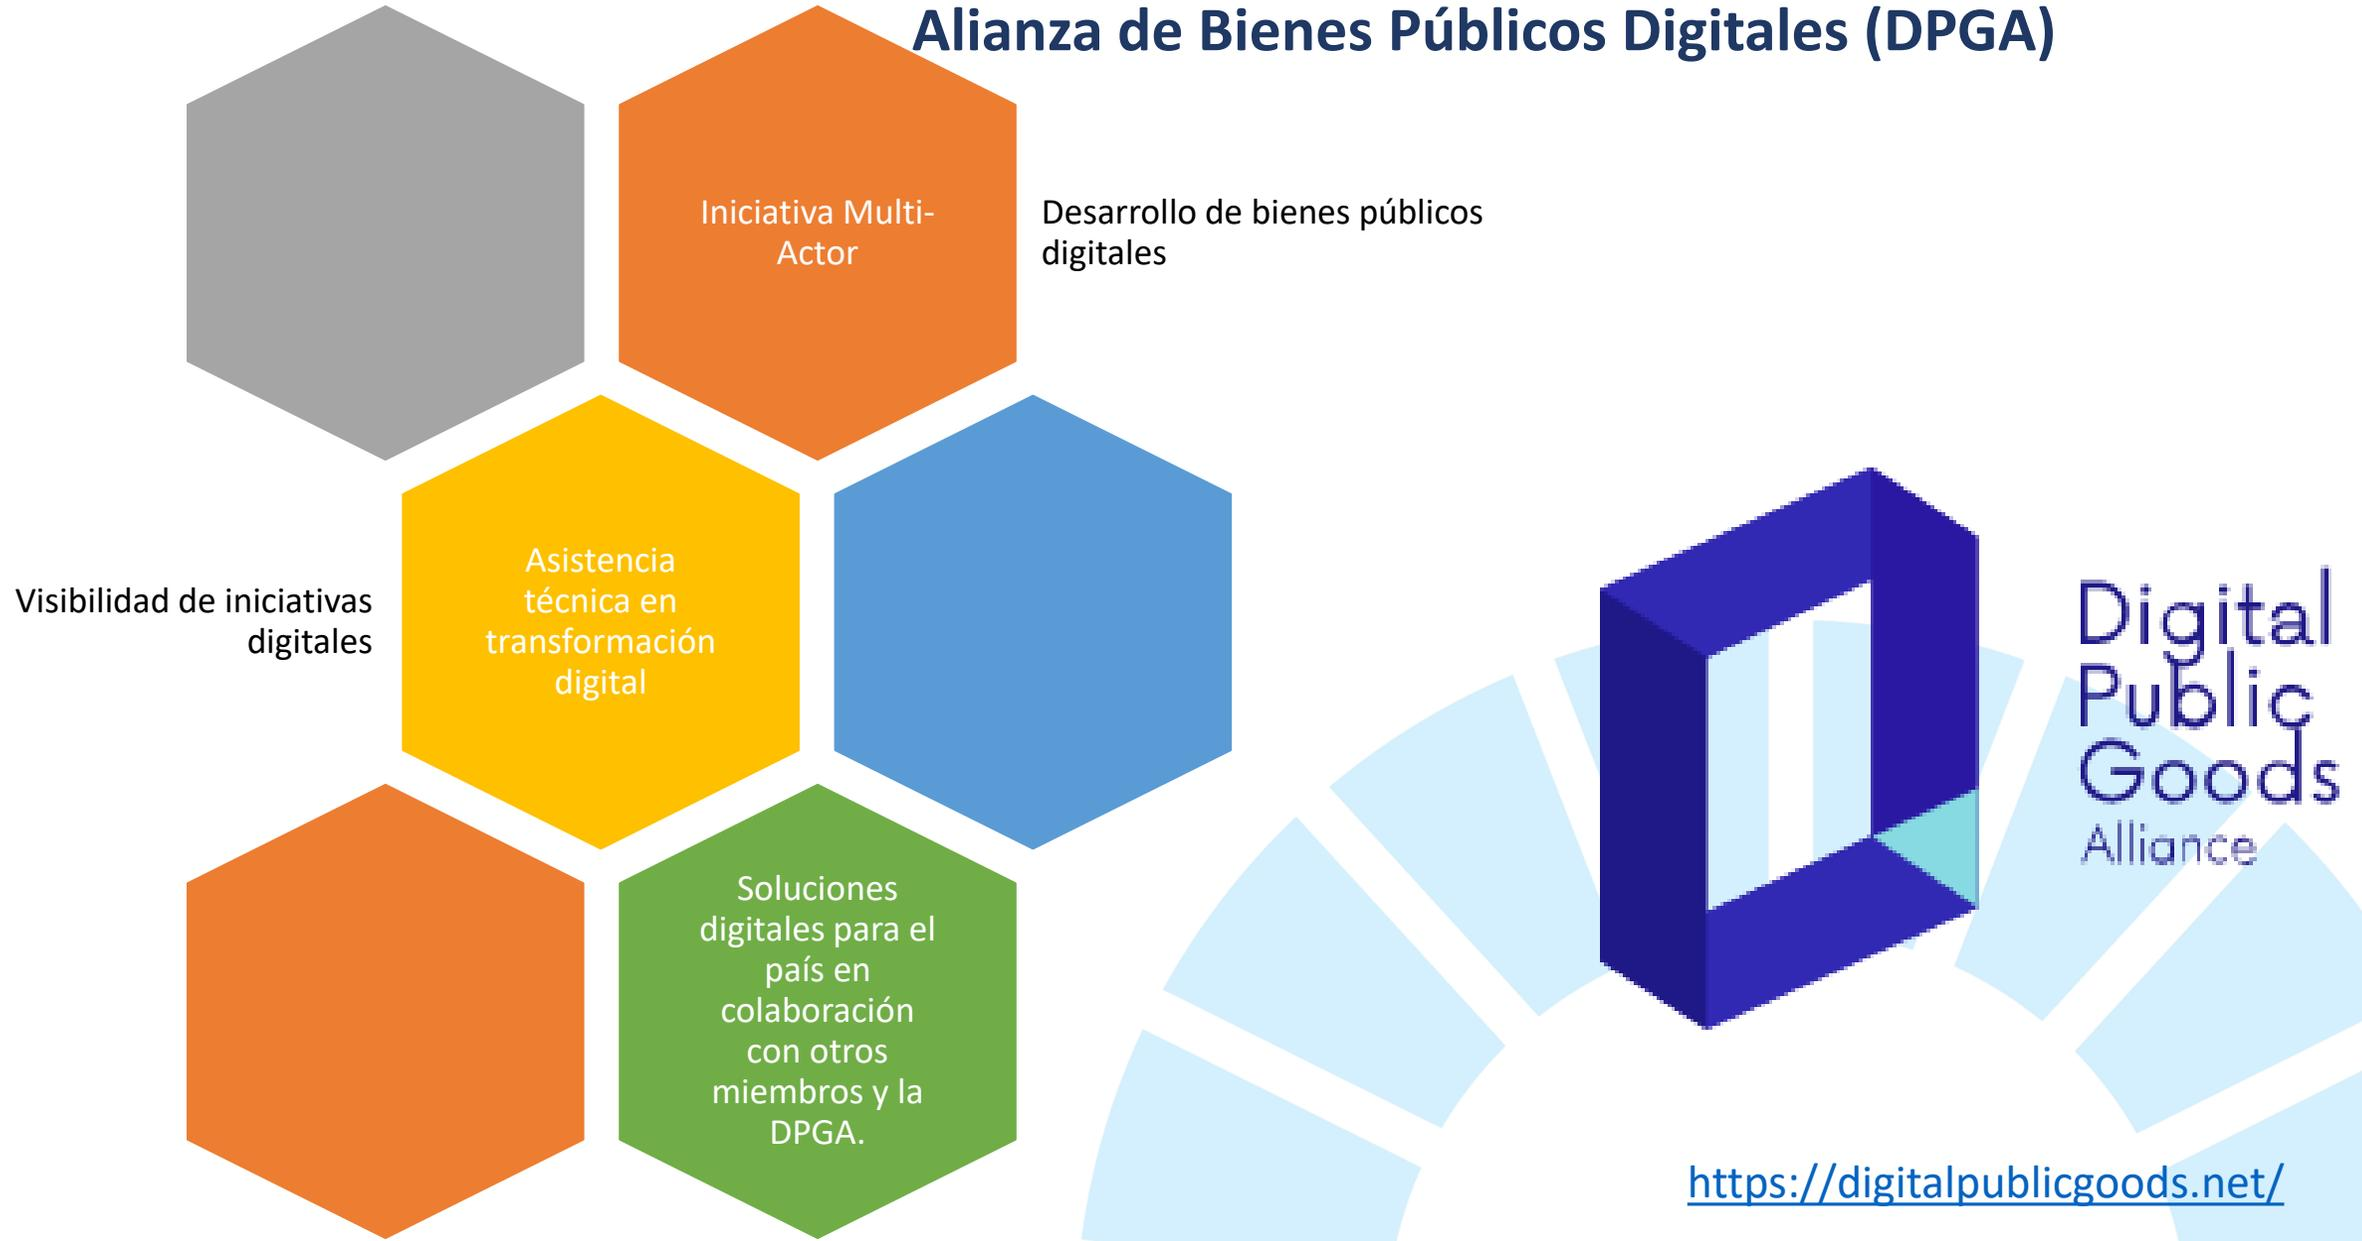 Alianza de Bienes Públicos Digitales (DPGA)
Iniciativa Multi-
Actor
Desarrollo de bienes públicos
digitales
Visibilidad de iniciativas
digitales
Asistencia
técnica en
transformación
digital
Soluciones
digitales para el
país en
colaboración
con otros
miembros y la
DPGA.
Digital
Public
Goods
Alliance
https://digitalpublicgoods.net/